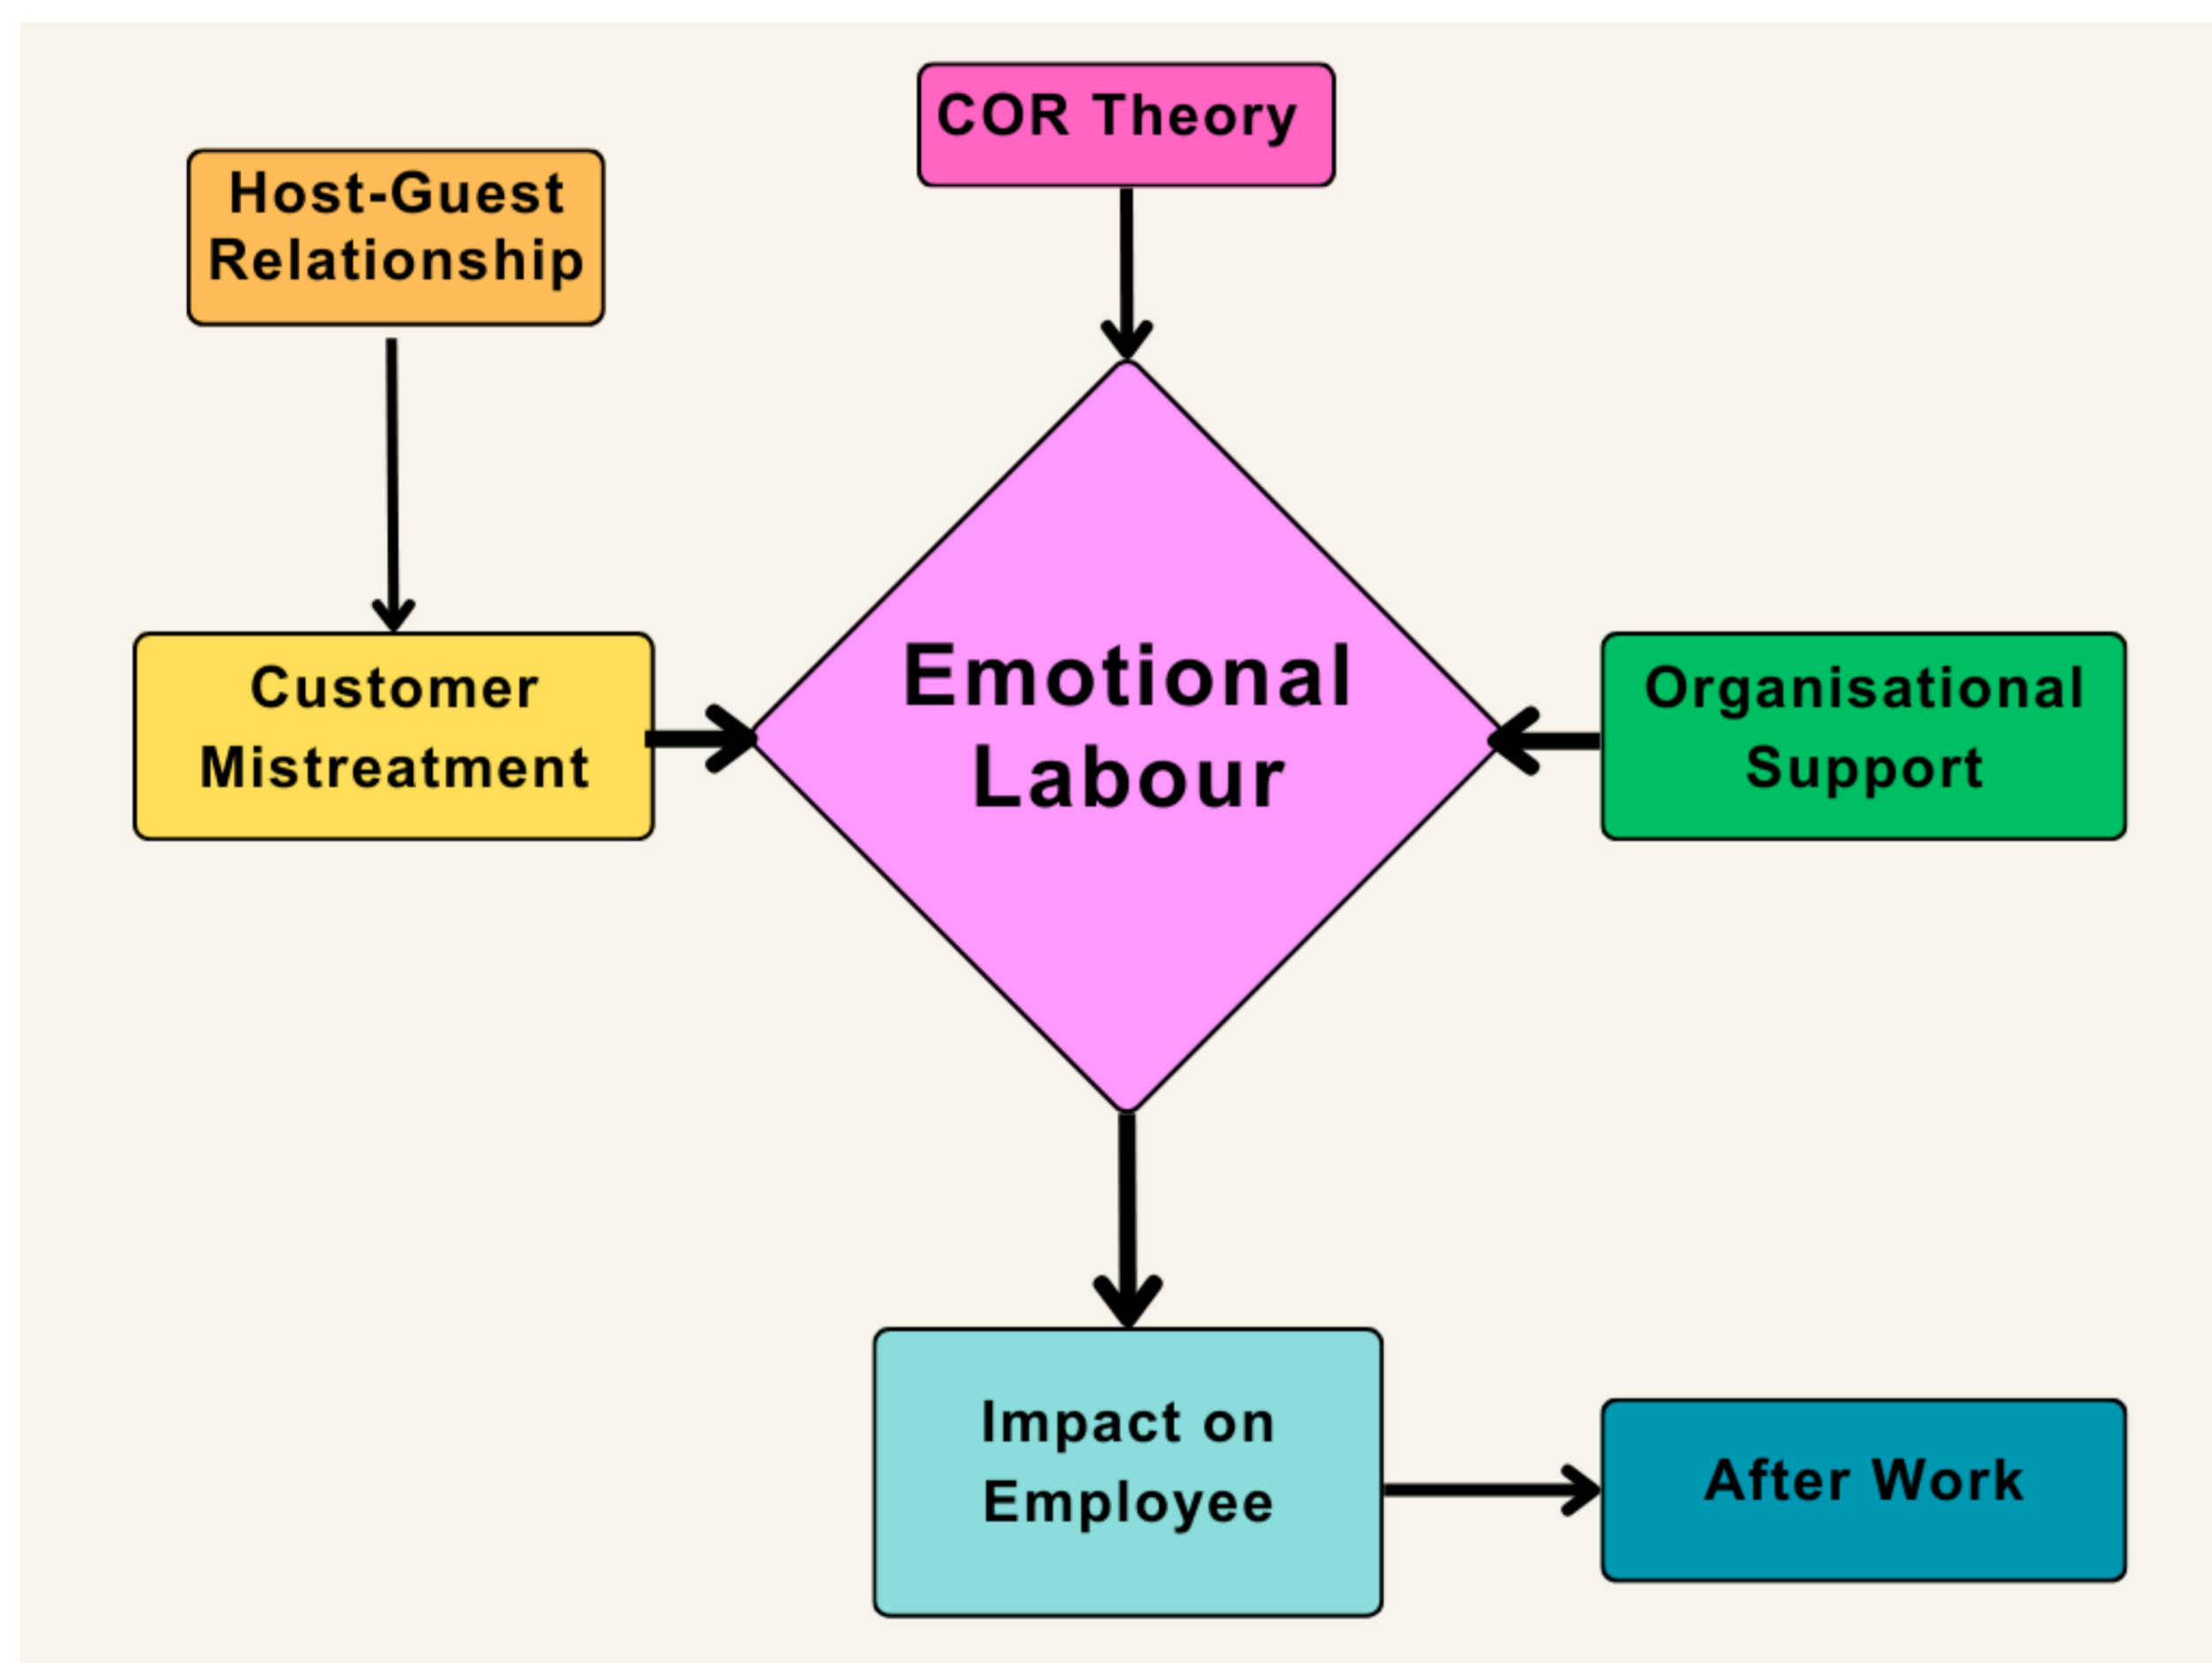 COR Theory
Host-Guest
Relationship
Emotional
Labour
Customer
Mistreatment
Organisational
Support
Impact on
Employee
After Work